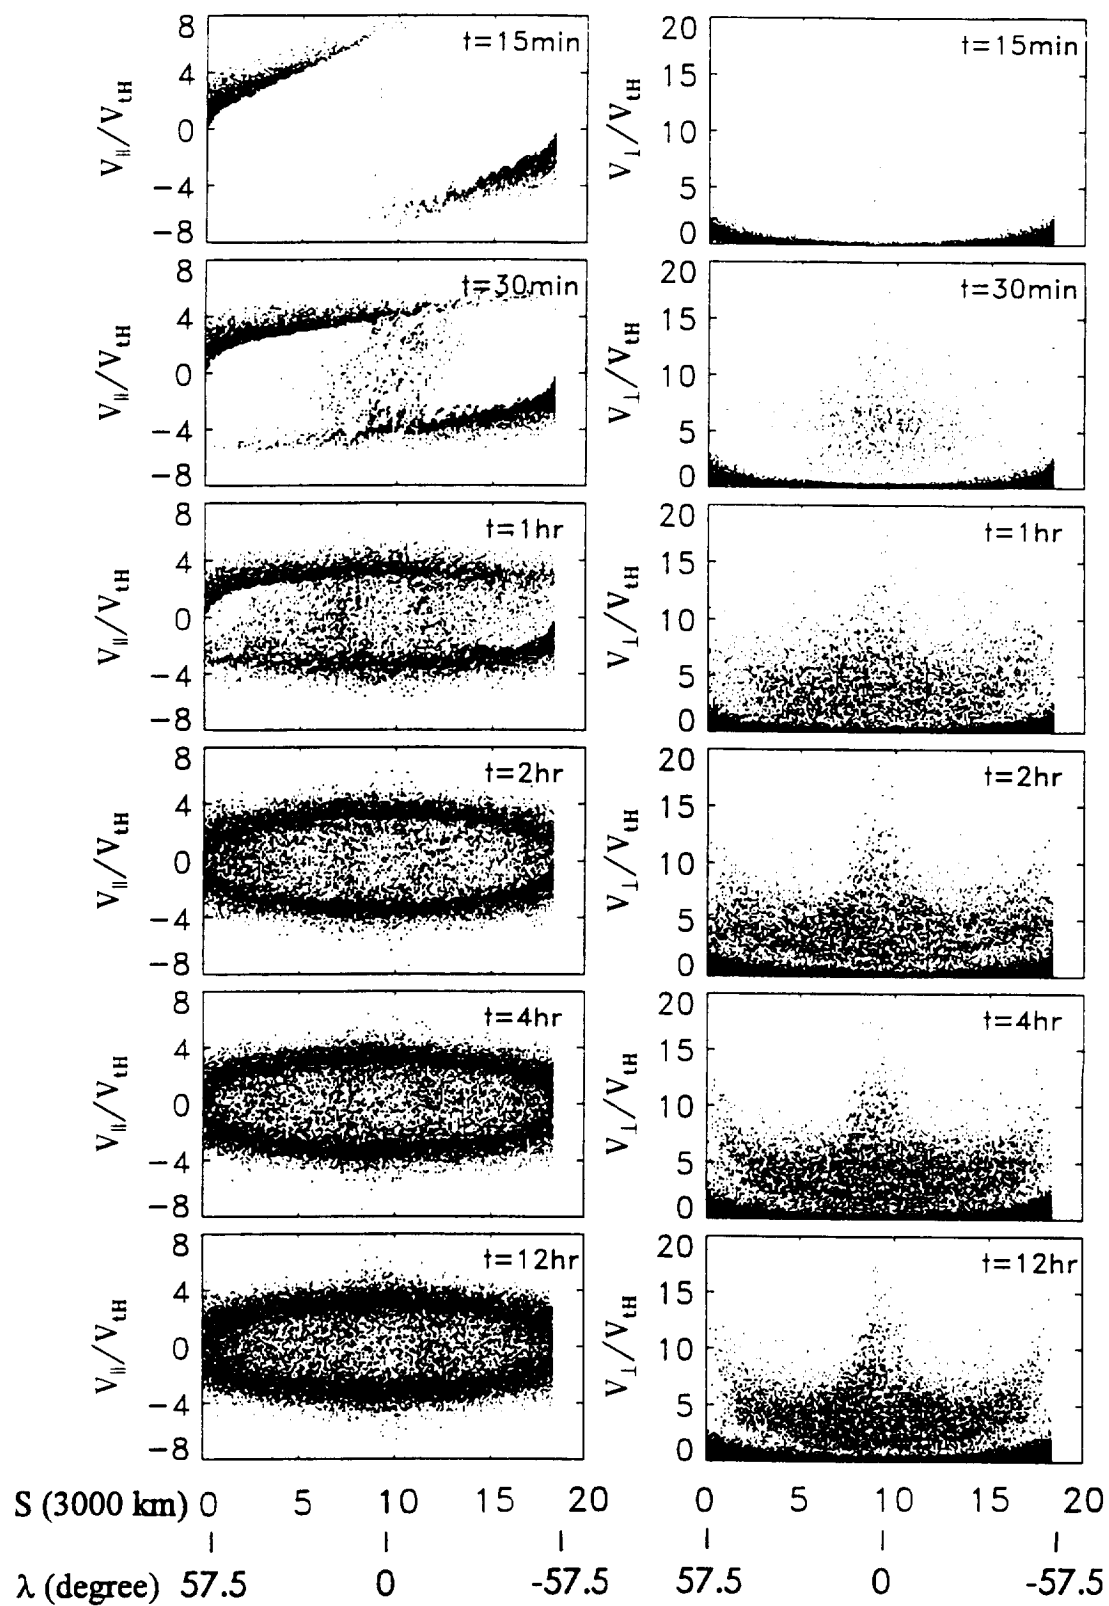 8
4
0
−4
−8
V∥/VtH
t=15min
20
15
10
5
0
V⊥/VtH
t=15min
8
4
0
−4
−8
V∥/VtH
t=30min
20
15
10
5
0
V⊥/VtH
t=30min
8
4
0
−4
−8
V∥/VtH
t=1hr
20
15
10
5
0
V⊥/VtH
t=1hr
8
4
0
−4
−8
V∥/VtH
t=2hr
20
15
10
5
0
V⊥/VtH
t=2hr
8
4
0
−4
−8
V∥/VtH
t=4hr
20
15
10
5
0
V⊥/VtH
t=4hr
8
4
0
−4
−8
V∥/VtH
t=12hr
20
15
10
5
0
V⊥/VtH
t=12hr
S (3000 km) 0 5 10 15 20 0 5 10 15 20
λ (degree) 57.5 0 -57.5 57.5 0 -57.5